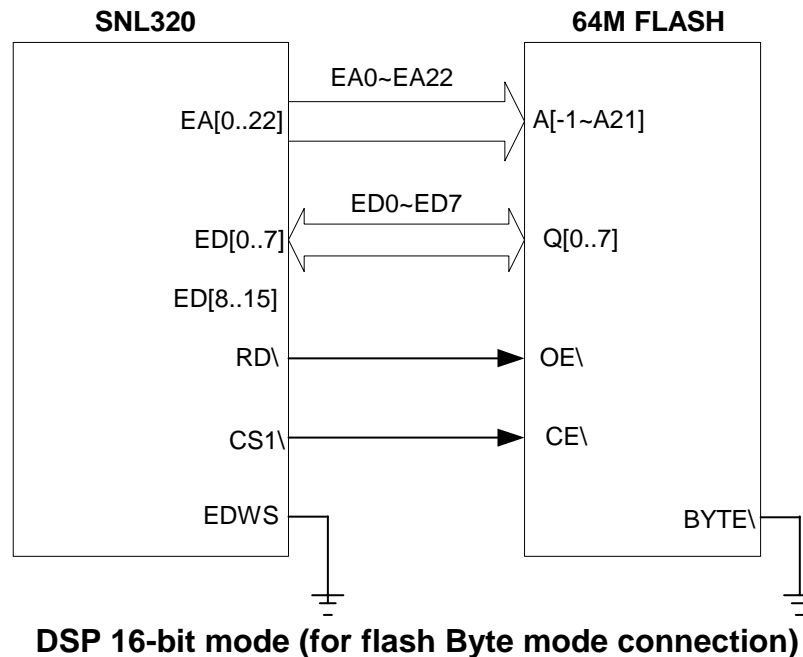 SNL320
64M FLASH
EA0~EA22
EA[0..22]
A[-1~A21]
ED0~ED7
ED[0..7]
Q[0..7]
ED[8..15]
RD\
OE\
CS1\
CE\
EDWS
BYTE\
DSP 16-bit mode (for flash Byte mode connection)